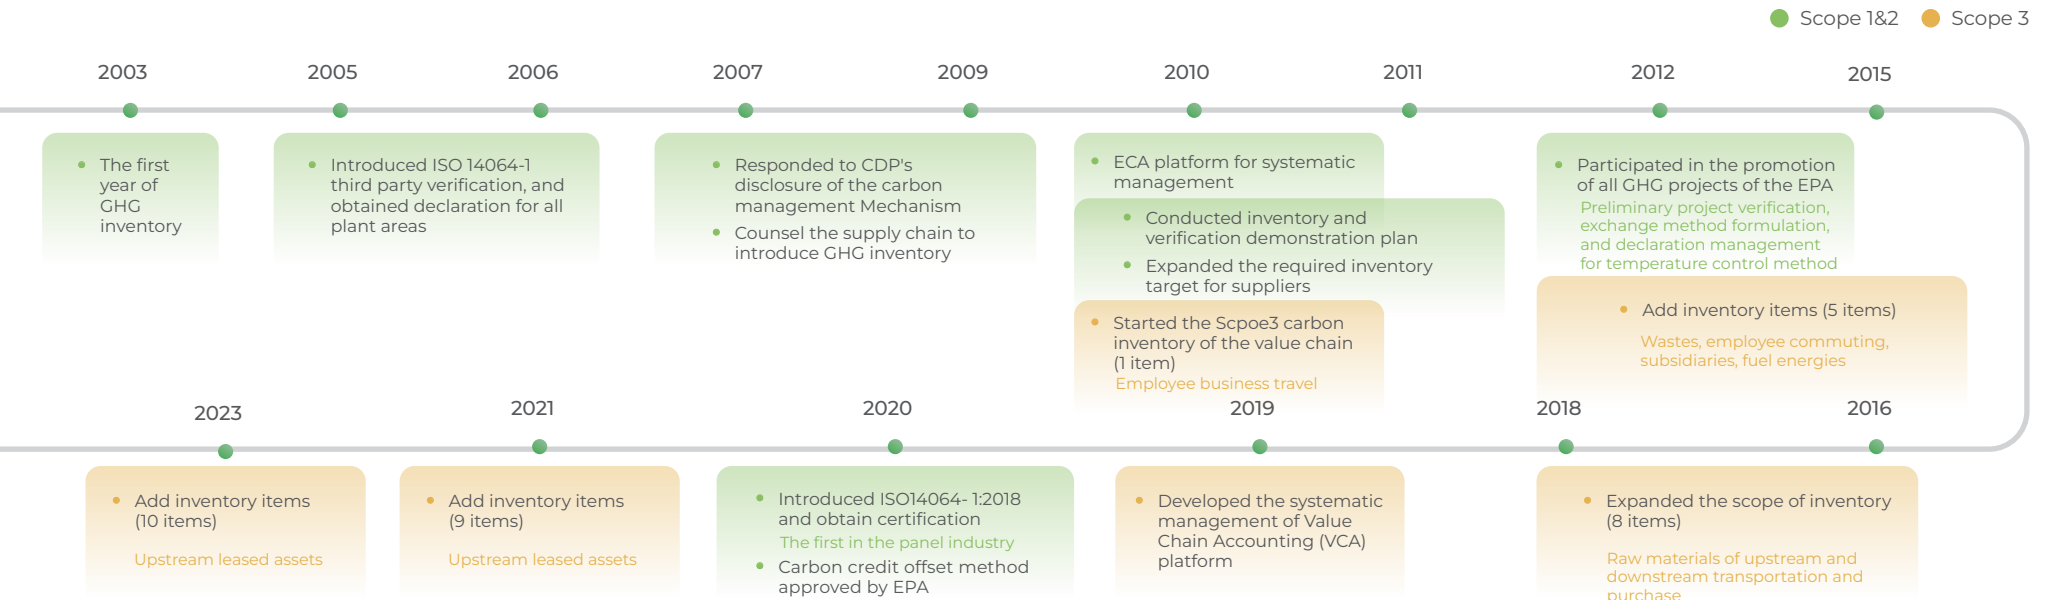 Scope 1&2
Scope 3
2003
2005
2006
2007
2009
2010
2011
2012
2015
The first
year of
GHG
inventory
Introduced ISO 14064-1
third party verification, and
obtained declaration for all
plant areas
Responded to CDP's
disclosure of the carbon
management Mechanism
Counsel the supply chain to
introduce GHG inventory
ECA platform for systematic
management
Conducted inventory and
verification demonstration plan
Expanded the required inventory
target for suppliers
Started the Scpoe3 carbon
inventory of the value chain
(1 item)
Employee business travel
Participated in the promotion
of all GHG projects of the EPA
Preliminary project verification,
exchange method formulation,
and declaration management
for temperature control method
Add inventory items (5 items)
Wastes, employee commuting,
subsidiaries, fuel energies
2023
2021
2020
2019
2018
2016
Add inventory items
(10 items)
Upstream leased assets
Add inventory items
(9 items)
Upstream leased assets
Introduced ISO14064- 1:2018
and obtain certification
The first in the panel industry
Carbon credit offset method
approved by EPA
Developed the systematic
management of Value
Chain Accounting (VCA)
platform
Expanded the scope of inventory
(8 items)
Raw materials of upstream and
downstream transportation and
purchase